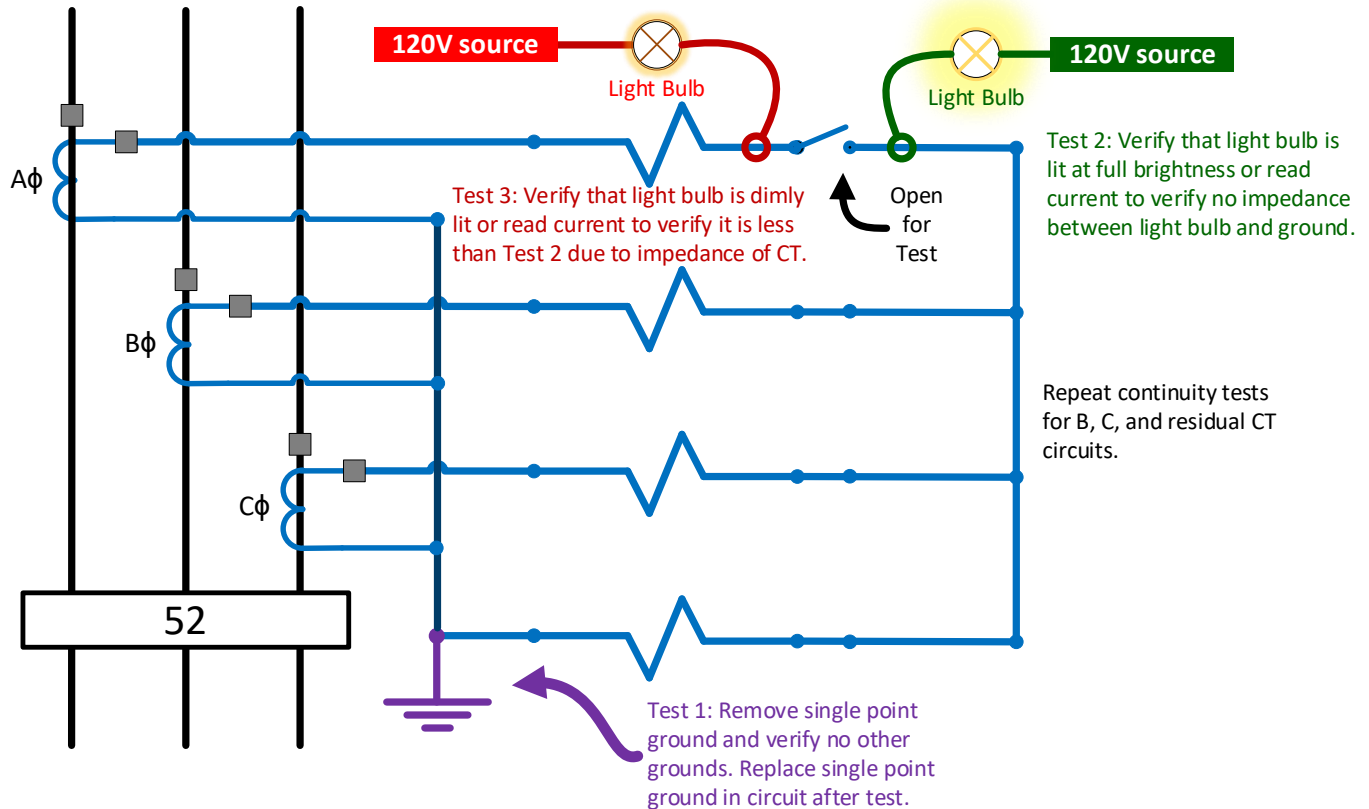 120V source
120V source
Light Bulb
Light Bulb
Aϕ
Test 3: Verify that light bulb is dimly
lit or read current to verify it is less
than Test 2 due to impedance of CT.
Open
for
Test
Test 2: Verify that light bulb is
lit at full brightness or read
current to verify no impedance
between light bulb and ground.
Bϕ
Repeat continuity tests
for B, C, and residual CT
circuits.
Cϕ
52
Test 1: Remove single point
ground and verify no other
grounds. Replace single point
ground in circuit after test.